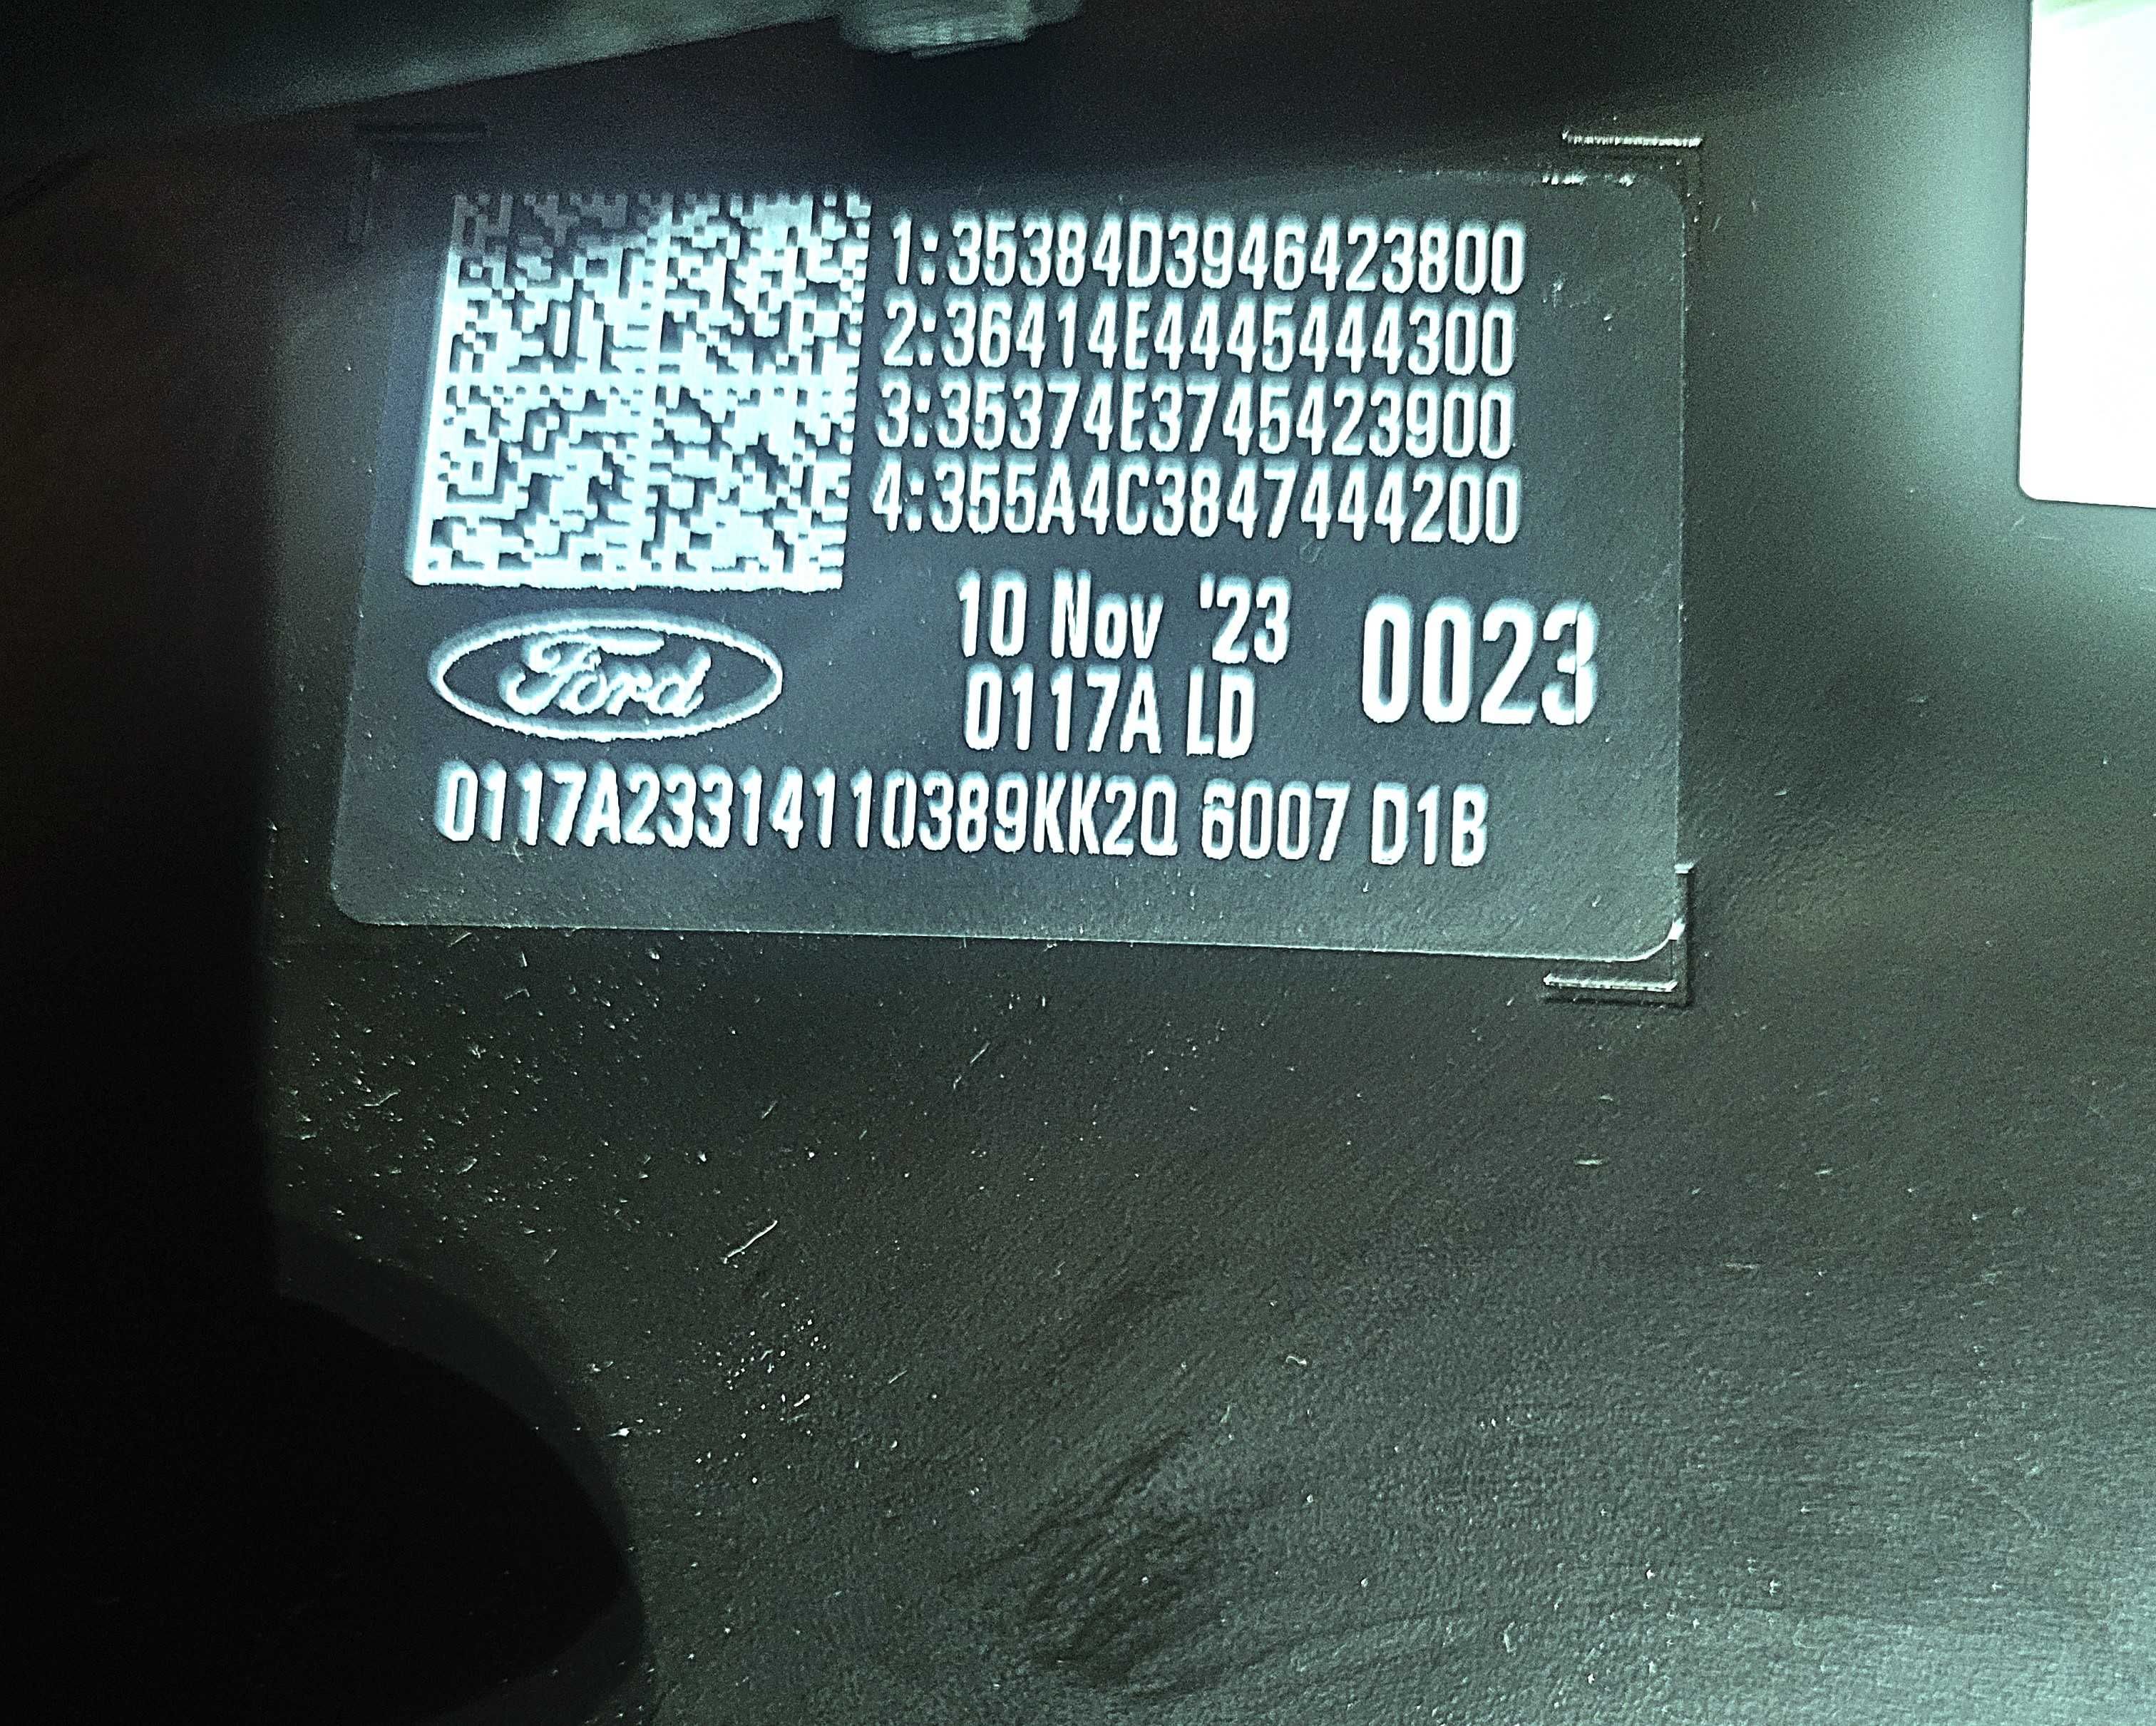 1:35384D3946423800
2:36414E4445444300
3:35374E3745423900
4:355A4C3847444200
10 Nov '23 0023
0117A LD
Ford
0117A23314110389KK2Q 6007 D1B